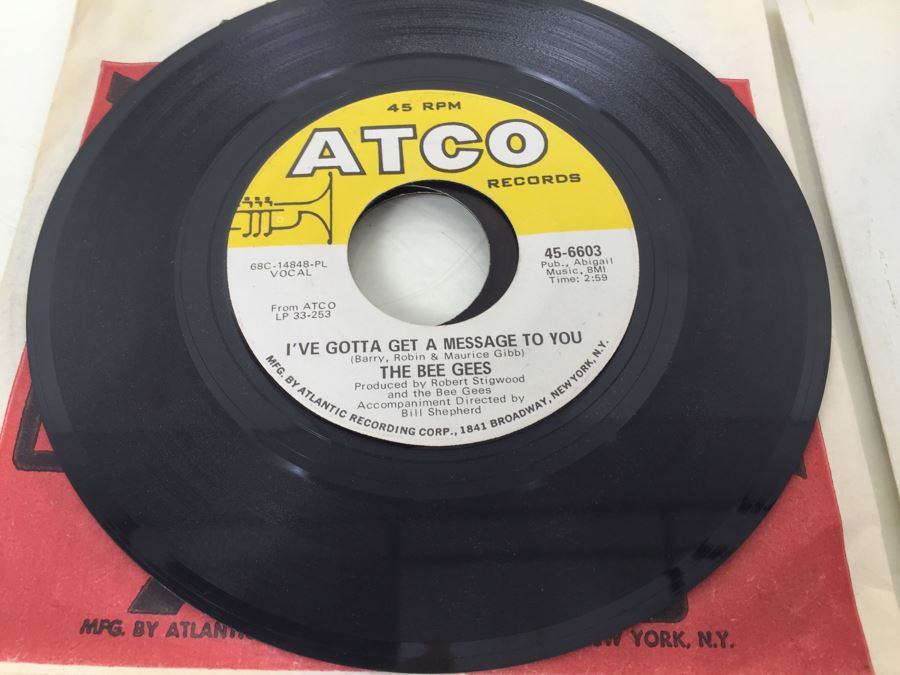 45 RPM
ATCO
RECORDS
68C-14848-PL
VOCAL
45-6603
Pub., Abigail
Music, BMI
Time: 2:59
From ATCO
LP 33-253
I'VE GOTTA GET A MESSAGE TO YOU
(Barry, Robin & Maurice Gibb)
THE BEE GEES
Produced by Robert Stigwood
and the Bee Gees
Accompaniment Directed by
Bill Shepherd
MFG. BY ATLANTIC RECORDING CORP., 1841 BROADWAY, NEW YORK, N.Y.
MFG. BY YORK, N.Y.